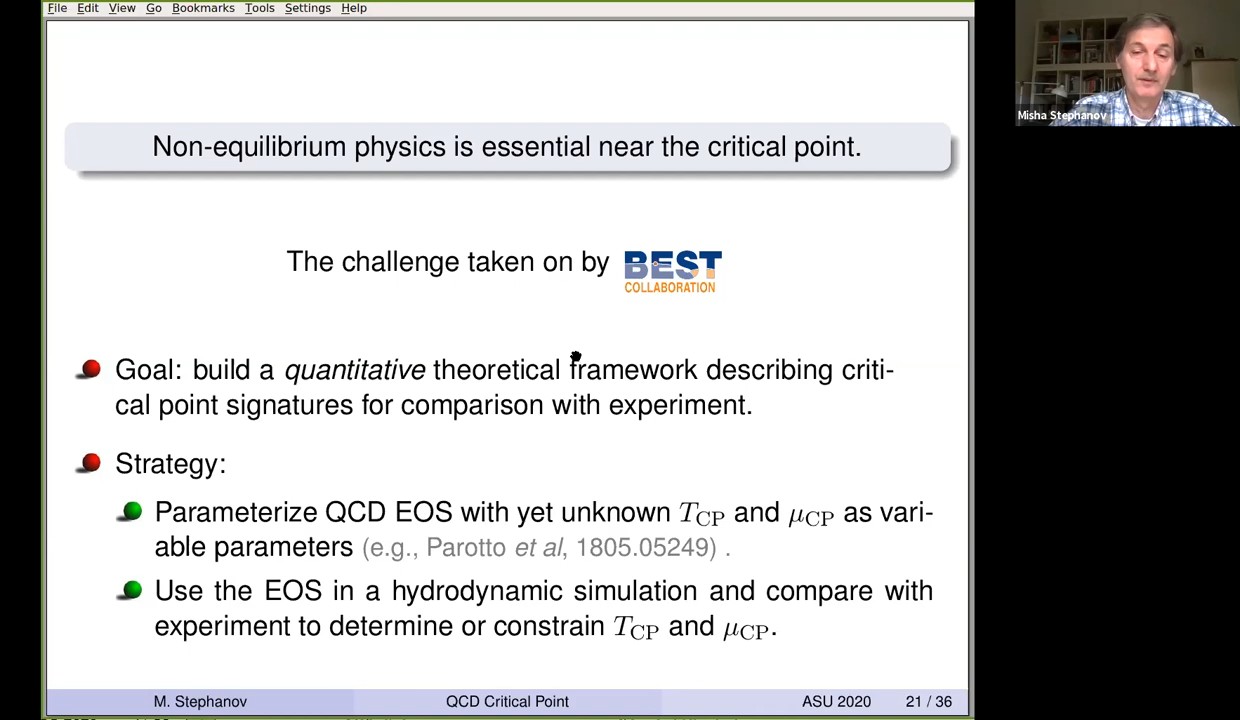 File Edit View Go Bookmarks Tools Settings Help
Misha Stephanov
Non-equilibrium physics is essential near the critical point.
The challenge taken on by BEST
COLLABORATION
Goal: build a quantitative theoretical framework describing criti-
cal point signatures for comparison with experiment.
Strategy:
Parameterize QCD EOS with yet unknown T_CP and μ_CP as vari-
able parameters (e.g., Parotto et al, 1805.05249) .
Use the EOS in a hydrodynamic simulation and compare with
experiment to determine or constrain T_CP and μ_CP.
M. Stephanov QCD Critical Point ASU 2020 21 / 36